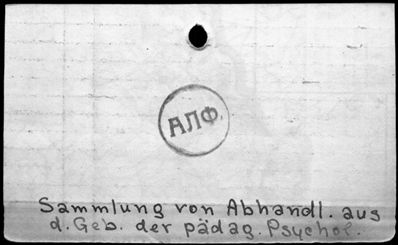 АЛФ.
Sammlung von Abhandl. aus
d. Geb. der pädag. Psychol.